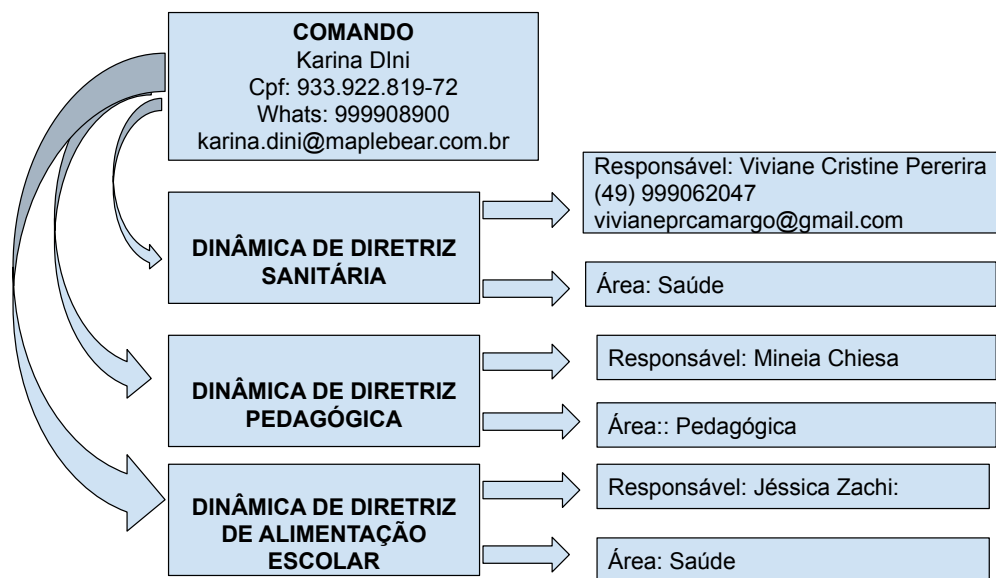 COMANDO
Karina DIni
Cpf: 933.922.819-72
Whats: 999908900
karina.dini@maplebear.com.br
Responsável: Viviane Cristine Pererira
(49) 999062047
vivianeprcamargo@gmail.com
DINÂMICA DE DIRETRIZ
SANITÁRIA
Área: Saúde
Responsável: Mineia Chiesa
DINÂMICA DE DIRETRIZ
PEDAGÓGICA
Área:: Pedagógica
Responsável: Jéssica Zachi:
DINÂMICA DE DIRETRIZ
DE ALIMENTAÇÃO
ESCOLAR
Área: Saúde